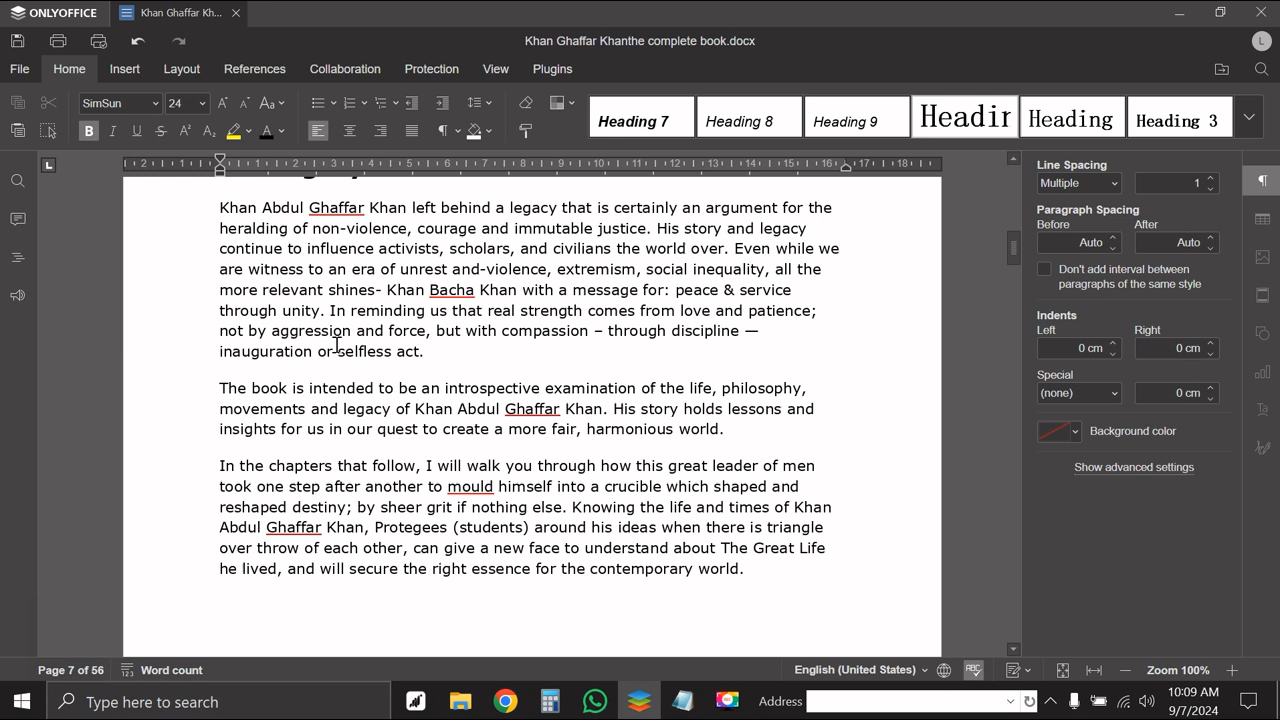 ONLYOFFICE
Khan Ghaffar Kh...
Khan Ghaffar Khanthe complete book.docx
L
File Home Insert Layout References Collaboration Protection View Plugins
SimSun 24
Heading 7 Heading 8 Heading 9 Headin Heading Heading 3
Khan Abdul Ghaffar Khan left behind a legacy that is certainly an argument for the
heralding of non-violence, courage and immutable justice. His story and legacy
continue to influence activists, scholars, and civilians the world over. Even while we
are witness to an era of unrest and-violence, extremism, social inequality, all the
more relevant shines- Khan Bacha Khan with a message for: peace & service
through unity. In reminding us that real strength comes from love and patience;
not by aggression and force, but with compassion – through discipline —
inauguration or selfless act.
The book is intended to be an introspective examination of the life, philosophy,
movements and legacy of Khan Abdul Ghaffar Khan. His story holds lessons and
insights for us in our quest to create a more fair, harmonious world.
In the chapters that follow, I will walk you through how this great leader of men
took one step after another to mould himself into a crucible which shaped and
reshaped destiny; by sheer grit if nothing else. Knowing the life and times of Khan
Abdul Ghaffar Khan, Protegees (students) around his ideas when there is triangle
over throw of each other, can give a new face to understand about The Great Life
he lived, and will secure the right essence for the contemporary world.
Line Spacing
Multiple 1
Paragraph Spacing
Before After
Auto Auto
Don't add interval between
paragraphs of the same style
Indents
Left Right
0 cm 0 cm
Special
(none) 0 cm
Background color
Show advanced settings
Page 7 of 56 Word count English (United States) Zoom 100%
Type here to search Address 10:09 AM
9/7/2024